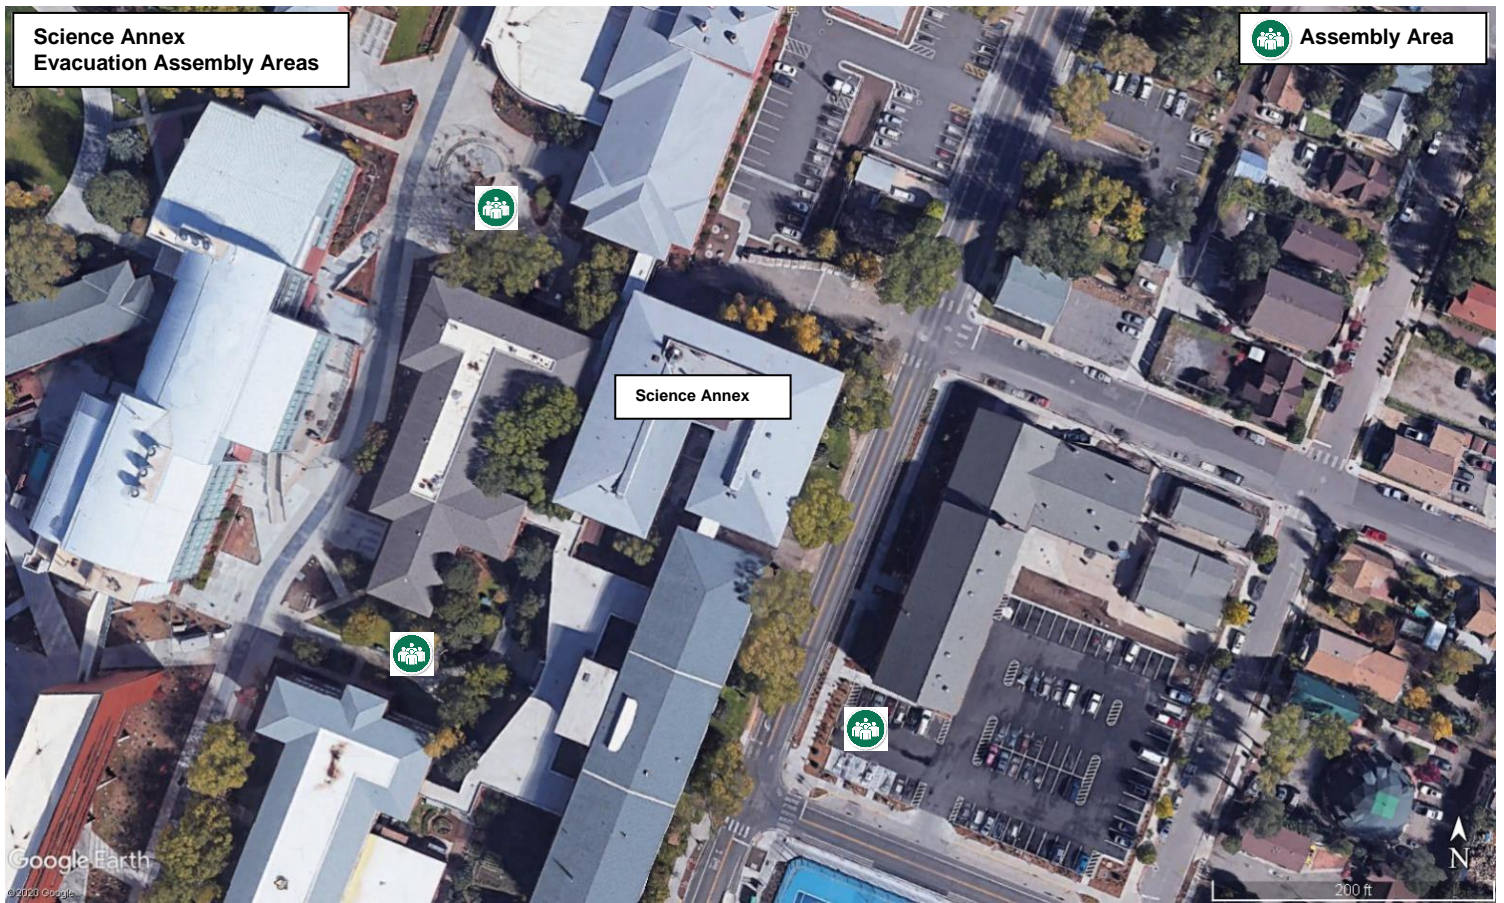 Science Annex
Evacuation Assembly Areas
Assembly Area
Science Annex
Google Earth
©2020 Google
N
200 ft